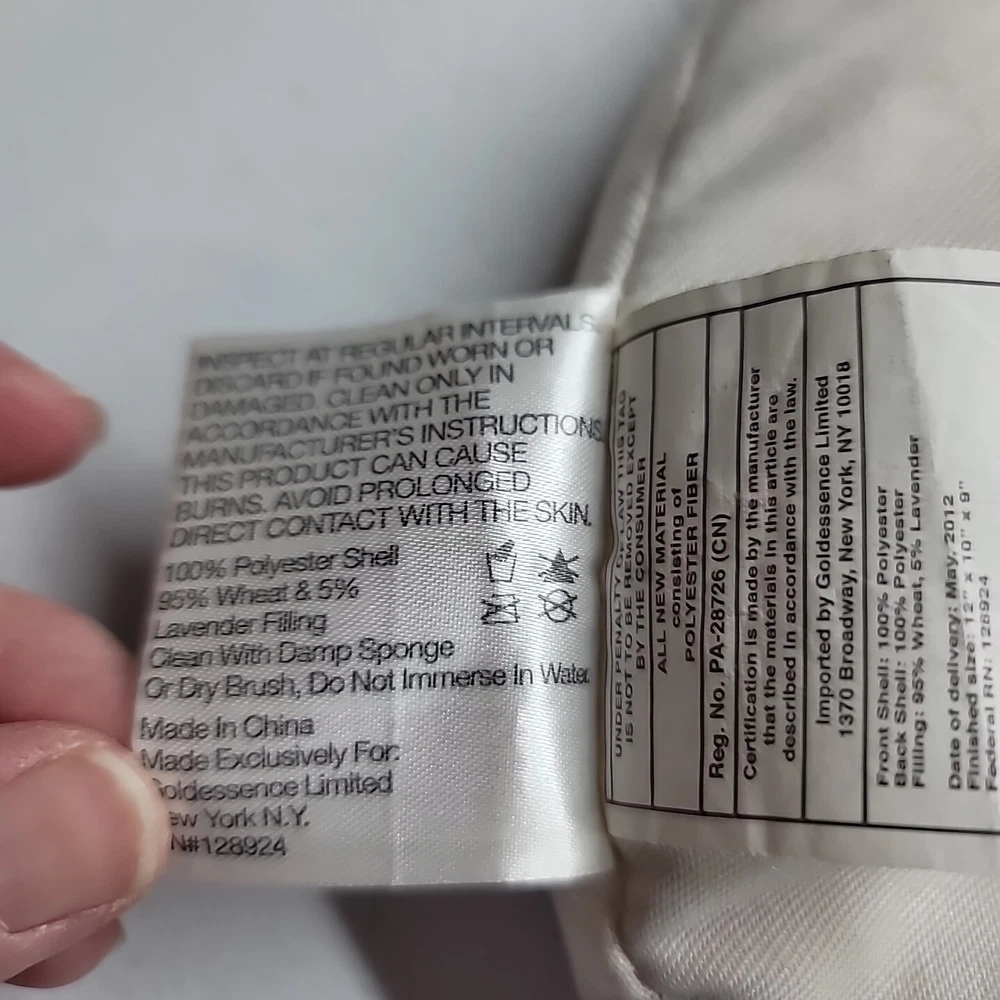 INSPECT AT REGULAR INTERVALS.
DISCARD IF FOUND WORN OR
DAMAGED. CLEAN ONLY IN
ACCORDANCE WITH THE
MANUFACTURER'S INSTRUCTIONS.
THIS PRODUCT CAN CAUSE
BURNS. AVOID PROLONGED
DIRECT CONTACT WITH THE SKIN.
100% Polyester Shell
95% Wheat & 5%
Lavender Filling
Clean With Damp Sponge
Or Dry Brush, Do Not Immerse In Water.
Made In China
Made Exclusively For:
oldessence Limited
ew York N.Y.
N#128924
UNDER PENALTY OF LAW THIS TAG
IS NOT TO BE REMOVED EXCEPT
BY THE CONSUMER
ALL NEW MATERIAL
consisting of
POLYESTER FIBER
Reg. No. PA-28726 (CN)
Certification is made by the manufacturer
that the materials in this article are
described in accordance with the law.
Imported by Goldessence Limited
1370 Broadway, New York, NY 10018
Front Shell: 100% Polyester
Back Shell: 100% Polyester
Filling: 95% Wheat, 5% Lavender
Date of delivery: May, 2012
Finished size: 12" x 10" x 9"
Federal RN: 128924